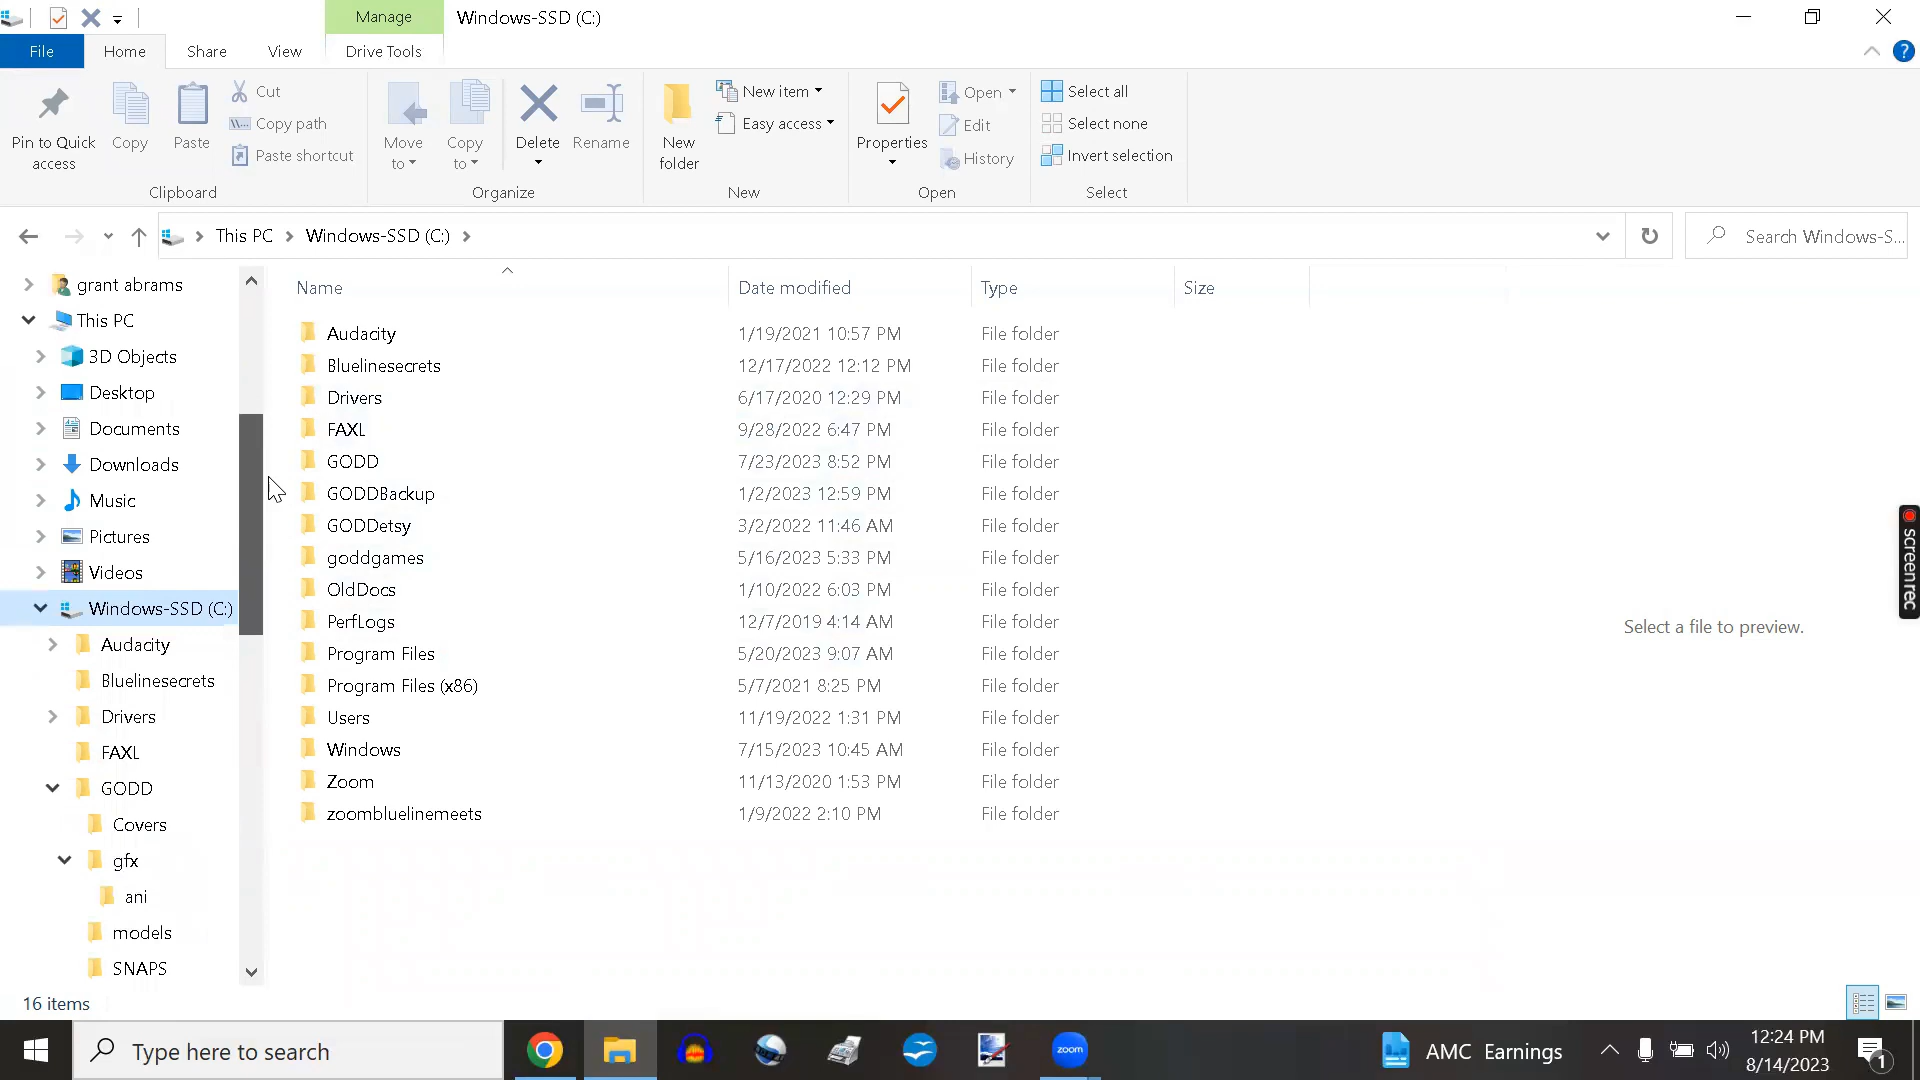 Manage
Windows-SSD (C:)
File
Home
Share
View
Drive Tools
Pin to Quick access
Copy
Paste
Cut
Copy path
Paste shortcut
Clipboard
Move to
Copy to
Delete
Rename
Organize
New folder
New item
Easy access
New
Properties
Open
Edit
History
Open
Select all
Select none
Invert selection
Select
This PC
Windows-SSD (C:)
Search Windows-S...
grant abrams
This PC
3D Objects
Desktop
Documents
Downloads
Music
Pictures
Videos
Windows-SSD (C:)
Audacity
Bluelinesecrets
Drivers
FAXL
GODD
Covers
gfx
ani
models
SNAPS
Name Date modified Type Size
Audacity 1/19/2021 10:57 PM File folder
Bluelinesecrets 12/17/2022 12:12 PM File folder
Drivers 6/17/2020 12:29 PM File folder
FAXL 9/28/2022 6:47 PM File folder
GODD 7/23/2023 8:52 PM File folder
GODDBackup 1/2/2023 12:59 PM File folder
GODDetsy 3/2/2022 11:46 AM File folder
goddgames 5/16/2023 5:33 PM File folder
OldDocs 1/10/2022 6:03 PM File folder
PerfLogs 12/7/2019 4:14 AM File folder
Program Files 5/20/2023 9:07 AM File folder
Program Files (x86) 5/7/2021 8:25 PM File folder
Users 11/19/2022 1:31 PM File folder
Windows 7/15/2023 10:45 AM File folder
Zoom 11/13/2020 1:53 PM File folder
zoombluelinemeets 1/9/2022 2:10 PM File folder
Select a file to preview.
screenrec
16 items
Type here to search
zoom
AMC Earnings
12:24 PM
8/14/2023
1